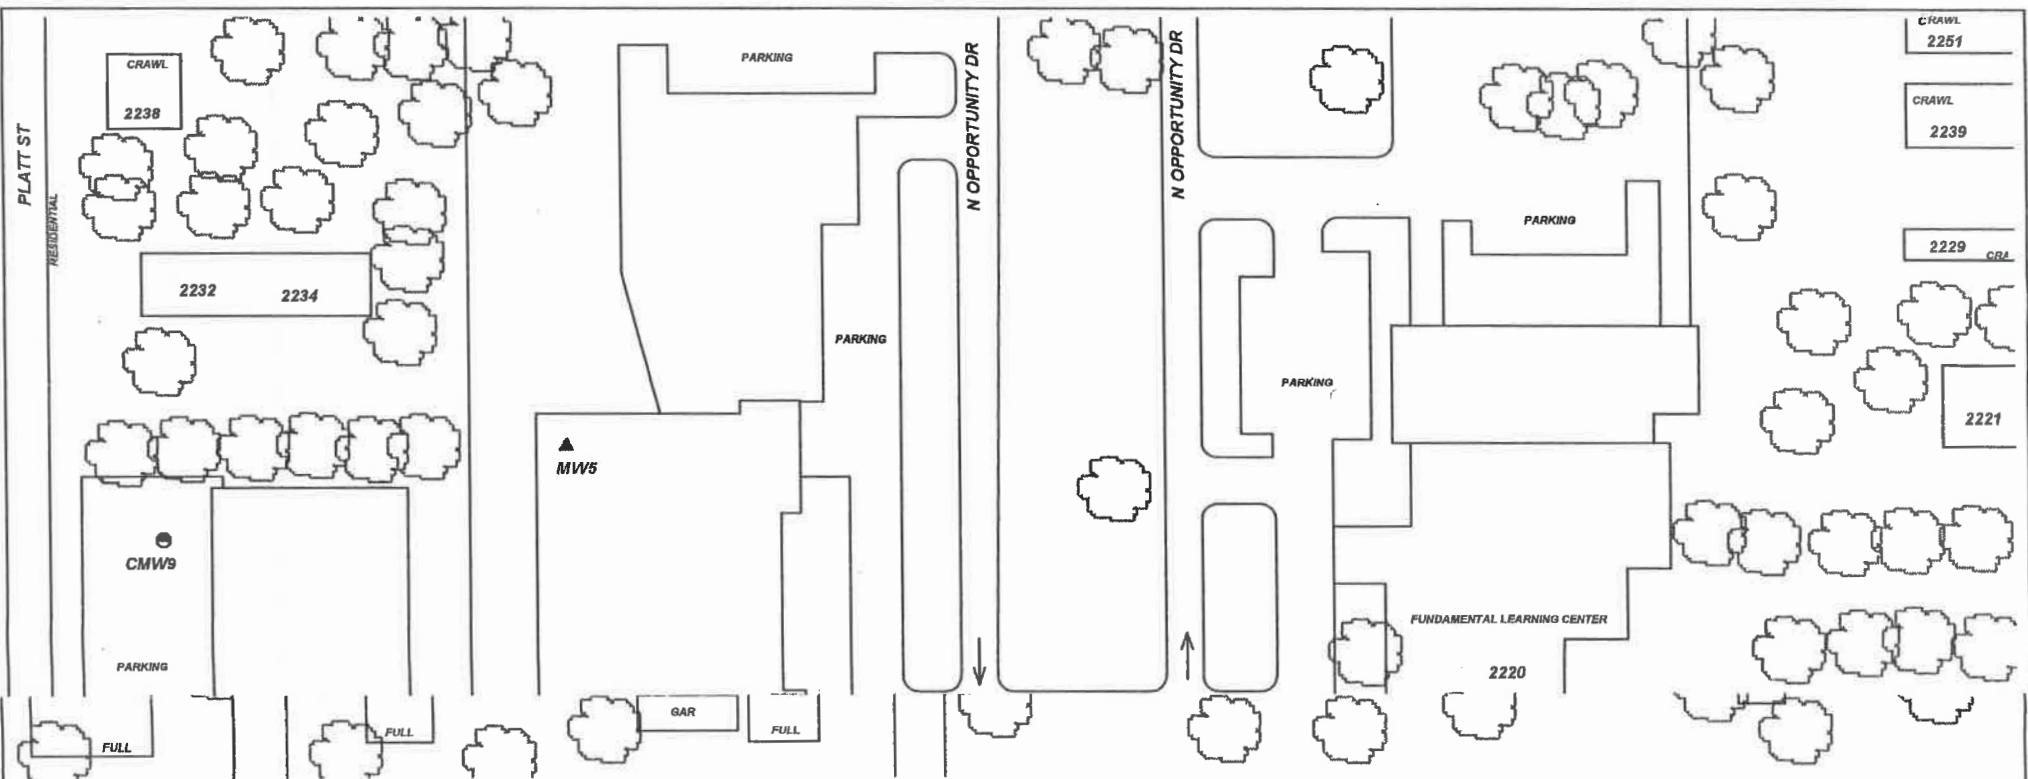 CRAWL
2238
PLATT ST
RESIDENTIAL
2232
2234
CMW9
PARKING
FULL
FULL
PARKING
N OPPORTUNITY DR
PARKING
MW5
GAR
FULL
N OPPORTUNITY DR
PARKING
PARKING
FUNDAMENTAL LEARNING CENTER
2220
CRAWL
2251
CRAWL
2239
2229
CRA
2221